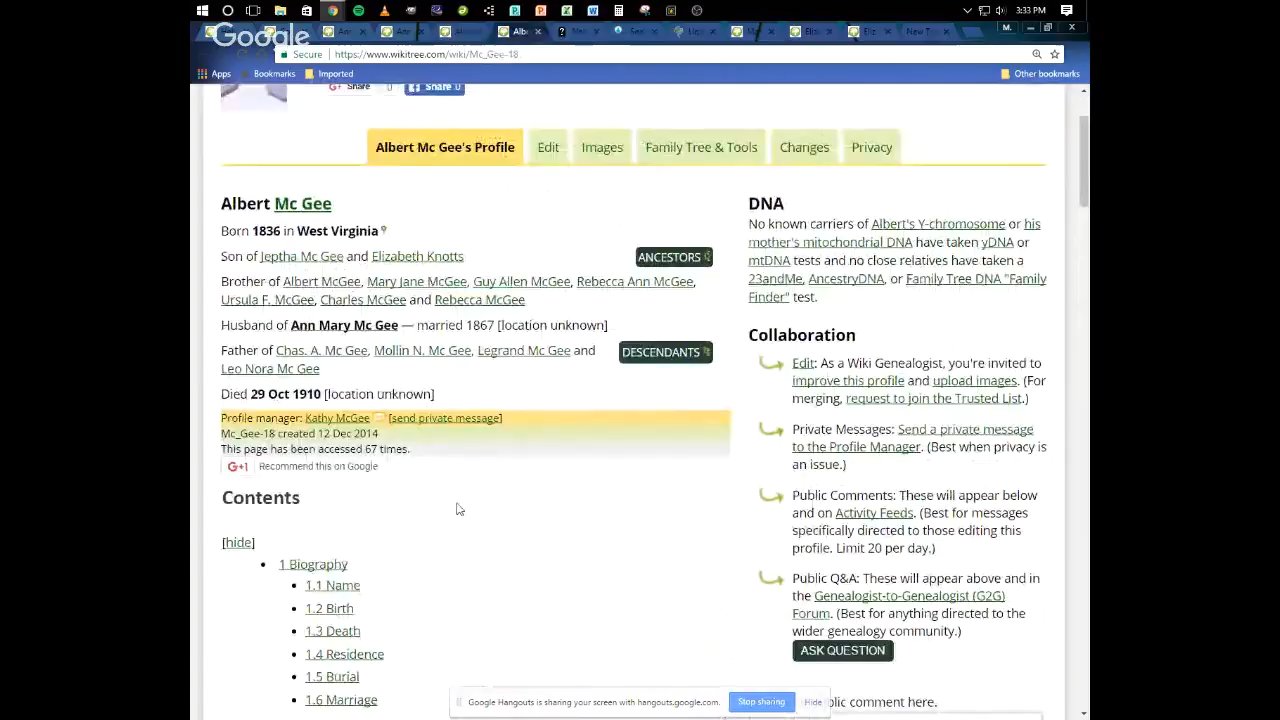 3:33 PM
Google
Alb
M.
Secure
https://www.wikitree.com/wiki/Mc_Gee-18
Apps Bookmarks Imported Other bookmarks
Share 0 Share 0
Albert Mc Gee's Profile Edit Images Family Tree & Tools Changes Privacy
Albert Mc Gee
Born 1836 in West Virginia
Son of Jeptha Mc Gee and Elizabeth Knotts
ANCESTORS
Brother of Albert McGee, Mary Jane McGee, Guy Allen McGee, Rebecca Ann McGee,
Ursula F. McGee, Charles McGee and Rebecca McGee
Husband of Ann Mary Mc Gee — married 1867 [location unknown]
Father of Chas. A. Mc Gee, Mollin N. Mc Gee, Legrand Mc Gee and
Leo Nora Mc Gee
DESCENDANTS
Died 29 Oct 1910 [location unknown]
Profile manager: Kathy McGee [send private message]
Mc_Gee-18 created 12 Dec 2014
This page has been accessed 67 times.
G+1 Recommend this on Google
Contents
[hide]
1 Biography
1.1 Name
1.2 Birth
1.3 Death
1.4 Residence
1.5 Burial
1.6 Marriage
DNA
No known carriers of Albert's Y-chromosome or his
mother's mitochondrial DNA have taken yDNA or
mtDNA tests and no close relatives have taken a
23andMe, AncestryDNA, or Family Tree DNA "Family
Finder" test.
Collaboration
Edit: As a Wiki Genealogist, you're invited to
improve this profile and upload images. (For
merging, request to join the Trusted List.)
Private Messages: Send a private message
to the Profile Manager. (Best when privacy is
an issue.)
Public Comments: These will appear below
and on Activity Feeds. (Best for messages
specifically directed to those editing this
profile. Limit 20 per day.)
Public Q&A: These will appear above and in
the Genealogist-to-Genealogist (G2G)
Forum. (Best for anything directed to the
wider genealogy community.)
ASK QUESTION
comment here.
Google Hangouts is sharing your screen with hangouts.google.com. Stop sharing Hide